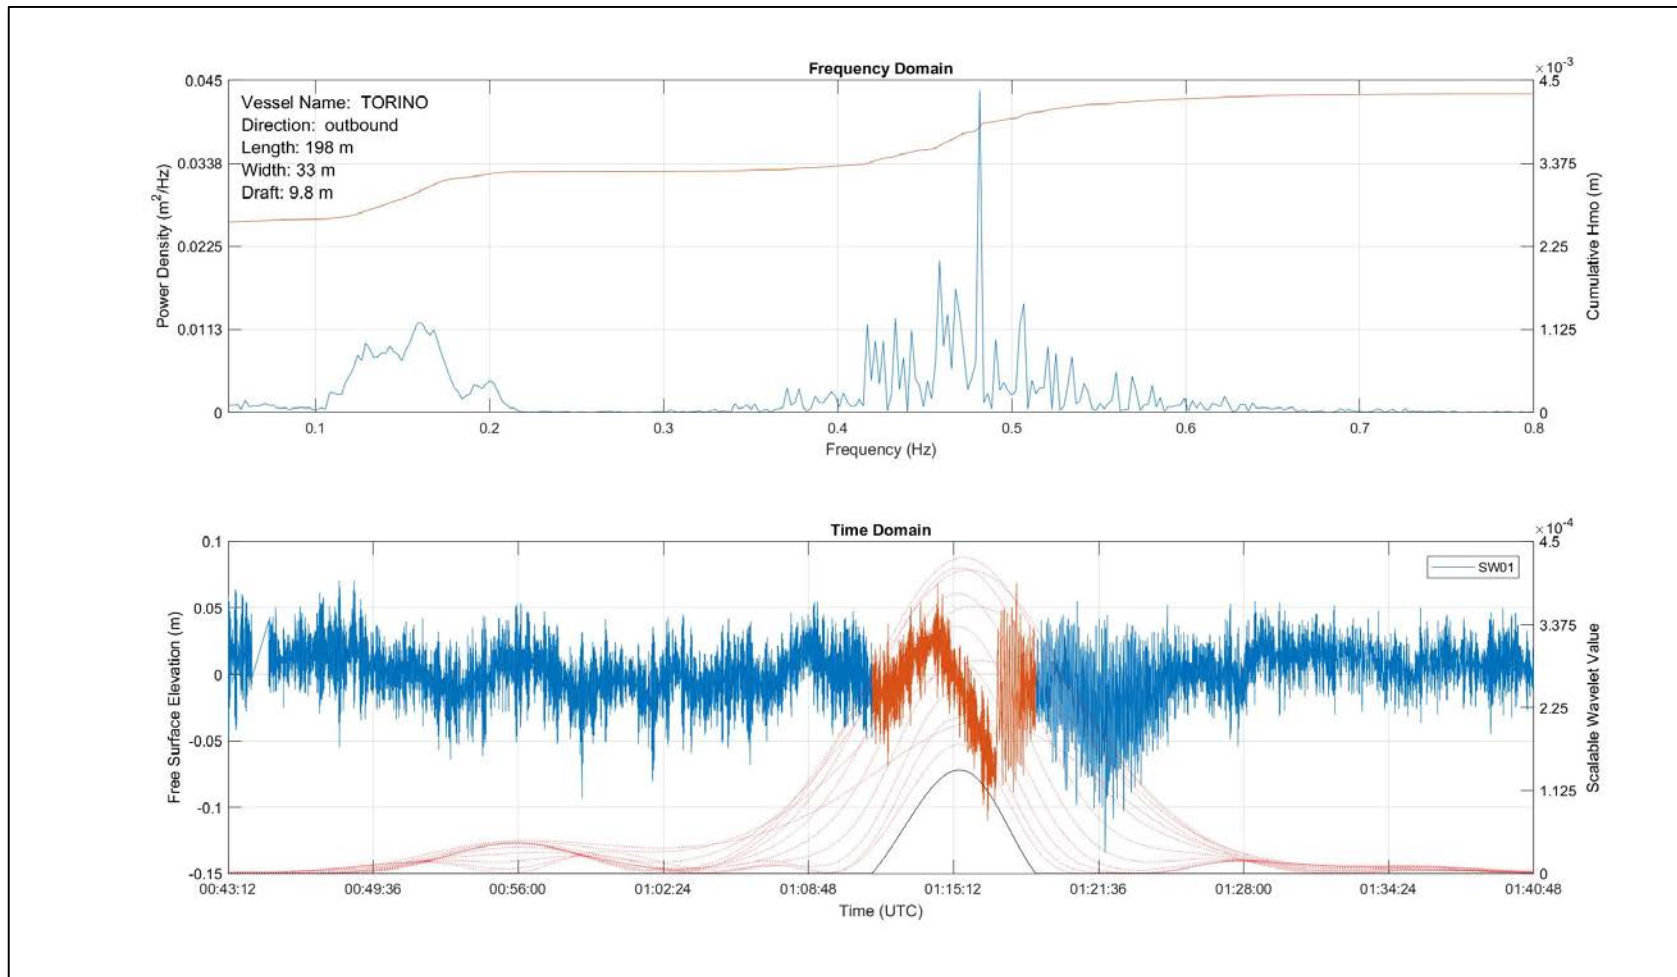 Frequency Domain
×10⁻³
Vessel Name: TORINO
Direction: outbound
Length: 198 m
Width: 33 m
Draft: 9.8 m
Power Density (m²/Hz)
0.045
0.0338
0.0225
0.0113
0
4.5
3.375
2.25
1.125
0
Cumulative Hmo (m)
0.1 0.2 0.3 0.4 0.5 0.6 0.7 0.8
Frequency (Hz)
Time Domain
×10⁻⁴
SW01
Free Surface Elevation (m)
0.1
0.05
0
-0.05
-0.1
-0.15
4.5
3.375
2.25
1.125
0
Scalable Wavelet Value
00:43:12 00:49:36 00:56:00 01:02:24 01:08:48 01:15:12 01:21:36 01:28:00 01:34:24 01:40:48
Time (UTC)